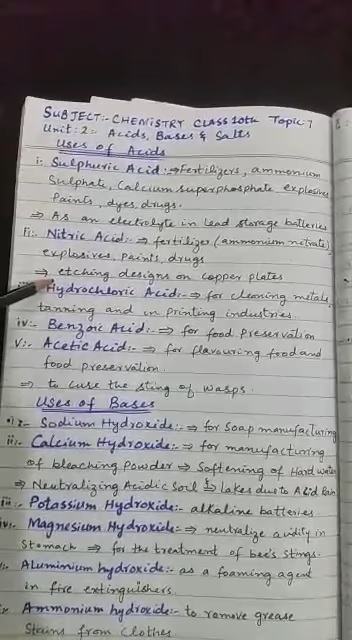 SUBJECT:- CHEMISTRY CLASS 10th Topic: 7
Unit: 2 - Acids, Bases & Salts
Uses of Acids
i. Sulphuric Acid:→ Fertilizers, ammonium
Sulphate, Calcium superphosphate explosives
Paints, dyes, drugs.
⇒ As an electrolyte in lead storage batteries
ii- Nitric Acid:- ⇒ fertilizer (ammonium netrate)
explosives, paints, drugs
⇒ etching designs on copper plates
Hydrochloric Acid:- ⇒ for cleaning metals
tanning and in printing industries.
iv- Benzoic Acid:- ⇒ for food preservation
v- Acetic Acid:- ⇒ for flavouring food and
food preservation.
⇒ to cure the sting of wasps.
Uses of Bases
Sodium Hydroxide:- ⇒ for soap manufacturing
ii- Calcium Hydroxide:- ⇒ for manufacturing
of bleaching powder ⇒ Softening of Hard water
⇒ Neutralizing Acidic Soil & lakes due to Acid Rain
iii- Potassium Hydroxide:- alkaline batteries
iv- Magnesium Hydroxide:- ⇒ neutralize acidity in
Stomach ⇒ for the treatment of bee's stings.
Aluminium hydroxide:- as a foaming agent
in fire extinguishers.
Ammonium hydroxide:- to remove grease
Stains from clothes